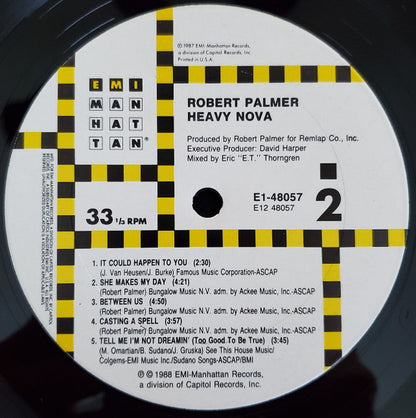 ℗ 1987 EMI-Manhattan Records,
a division of Capitol Records, Inc
Printed in U.S.A.
EMI
MAN
HAT
TAN®
ROBERT PALMER
HEAVY NOVA
Produced by Robert Palmer for Remlap Co., Inc.
Executive Producer: David Harper
Mixed by Eric "E.T." Thorngren
33 1/3 RPM
E1-48057
E12 48057
2
1. IT COULD HAPPEN TO YOU (2:30)
(J. Van Heusen/J. Burke) Famous Music Corporation-ASCAP
2. SHE MAKES MY DAY (4:21)
(Robert Palmer) Bungalow Music N.V. adm. by Ackee Music, Inc.-ASCAP
3. BETWEEN US (4:50)
(Robert Palmer) Bungalow Music N.V. adm. by Ackee Music, Inc.-ASCAP
4. CASTING A SPELL (3:57)
(Robert Palmer) Bungalow Music N.V. adm. by Ackee Music, Inc.-ASCAP
5. TELL ME I'M NOT DREAMIN' (Too Good To Be True) (3:45)
(M. Omartian/B. Sudano/J. Gruska) See This House Music/
Colgems-EMI Music Inc./Sudano Songs-ASCAP/BMI
℗ © 1988 EMI-Manhattan Records,
a division of Capitol Records, Inc.